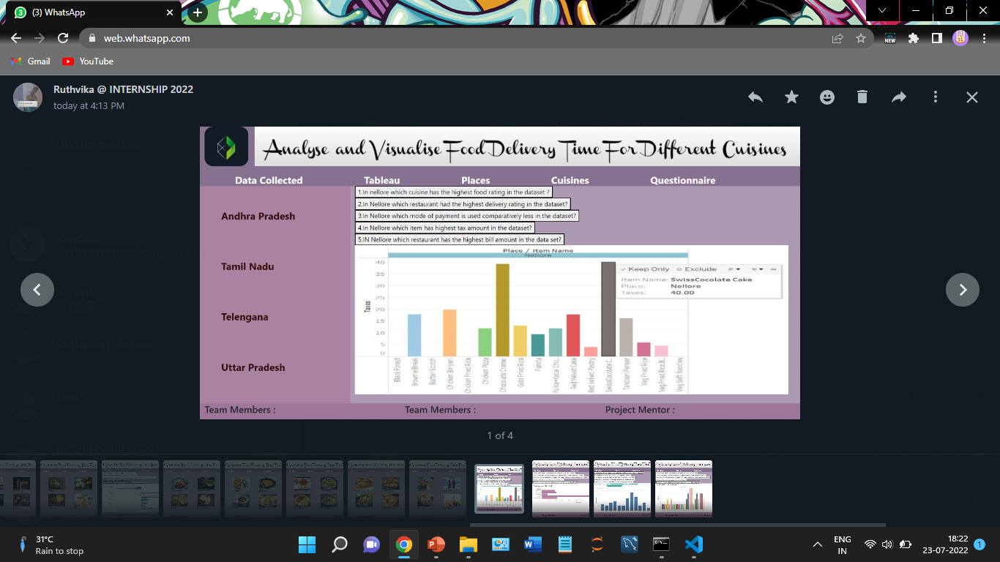 (3) WhatsApp
web.whatsapp.com
NEW
Gmail
YouTube
Ruthvika @ INTERNSHIP 2022
today at 4:13 PM
Analyse and Visualise Food Delivery Time For Different Cuisines
Data Collected Tableau Places Cuisines Questionnaire
Andhra Pradesh
Tamil Nadu
Telengana
Uttar Pradesh
1.In nellore which cuisine has the highest food rating in the dataset ?
2.In Nellore which restaurant had the highest delivery rating in the dataset?
3.In Nellore which mode of payment is used comparatively less in the dataset?
4.In Nellore which item has highest tax amount in the dataset?
5.IN Nellore which restaurant has the highest bill amount in the data set?
Place / Item Name
Nellore
Keep Only Exclude
Item Name: SwissCocolate Cake
Place: Nellore
Taxes: 40.00
Taxes
40
35
30
25
20
15
10
5
0
Black Forest
Brownie Break
Butter Scotch
Chicken Biriyani
Chicken Fried Rice
Chicken Pizza
Chocolate Cramel
Gobi Fried Rice
Parota
Red Velvet Cake
Red Velvet Pastry
SwissCocolate C..
Tandoori Paneer
Veg Fried Rice
Veg Fried Rice,B..
Veg Soft Noodles
Team Members : Team Members : Project Mentor :
1 of 4
31°C
Rain to stop
ENG
IN
18:22
23-07-2022
1